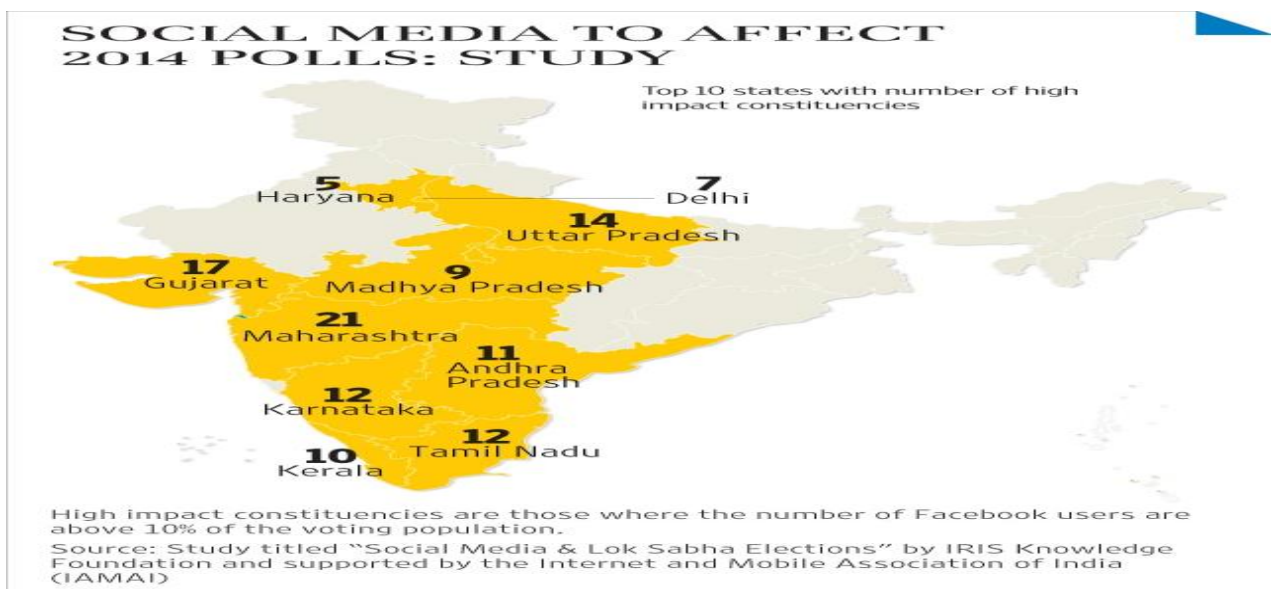 SOCIAL MEDIA TO AFFECT
2014 POLLS: STUDY
Top 10 states with number of high
impact constituencies
5
Haryana
7
Delhi
14
Uttar Pradesh
17
Gujarat
9
Madhya Pradesh
21
Maharashtra
11
Andhra
Pradesh
12
Karnataka
12
Tamil Nadu
10
Kerala
High impact constituencies are those where the number of Facebook users are
above 10% of the voting population.
Source: Study titled “Social Media & Lok Sabha Elections” by IRIS Knowledge
Foundation and supported by the Internet and Mobile Association of India
(IAMAI)